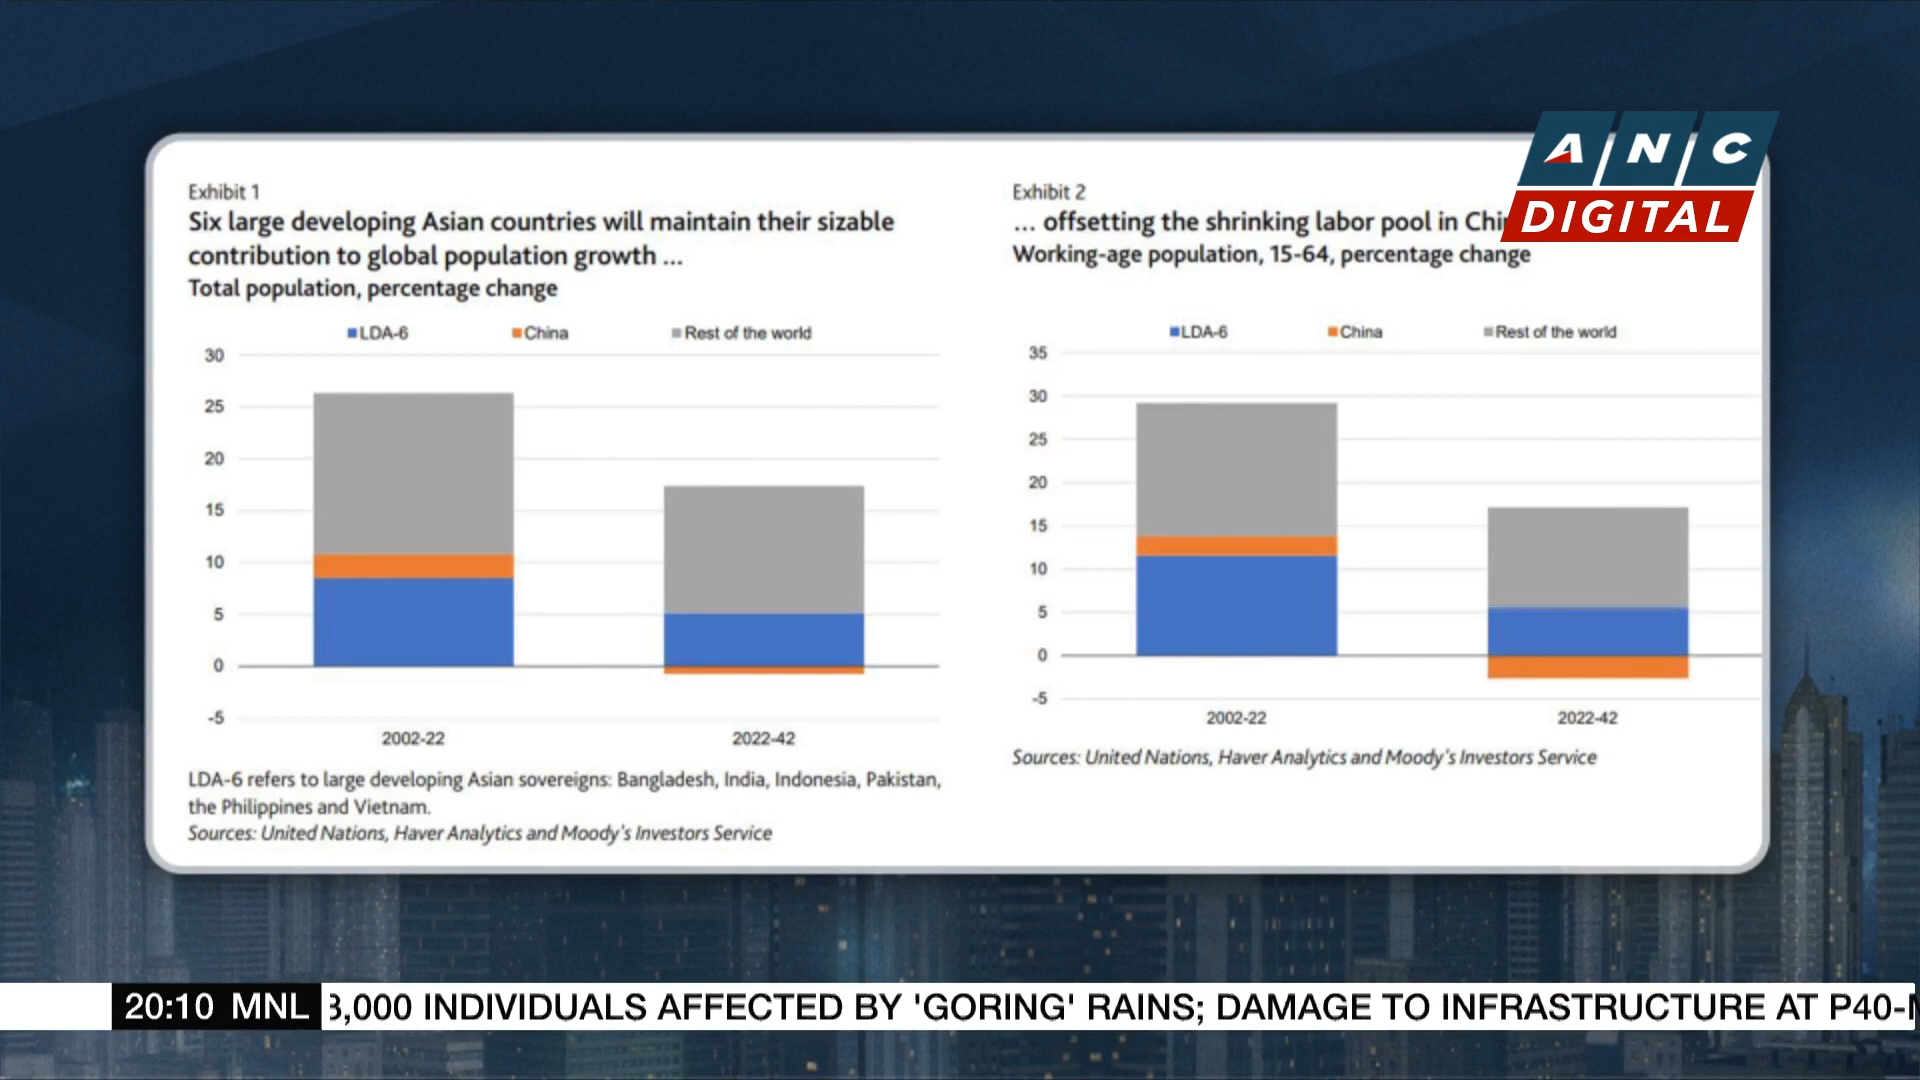 ANC
DIGITAL
Exhibit 1
Six large developing Asian countries will maintain their sizable
contribution to global population growth ...
Total population, percentage change
LDA-6 China Rest of the world
30
25
20
15
10
5
0
-5
2002-22 2022-42
LDA-6 refers to large developing Asian sovereigns: Bangladesh, India, Indonesia, Pakistan,
the Philippines and Vietnam.
Sources: United Nations, Haver Analytics and Moody's Investors Service
Exhibit 2
... offsetting the shrinking labor pool in
Working-age population, 15-64, percentage change
LDA-6 China Rest of the world
35
30
25
20
15
10
5
0
-5
2002-22 2022-42
Sources: United Nations, Haver Analytics and Moody's Investors Service
20:10 MNL 3,000 INDIVIDUALS AFFECTED BY 'GORING' RAINS; DAMAGE TO INFRASTRUCTURE AT P40-